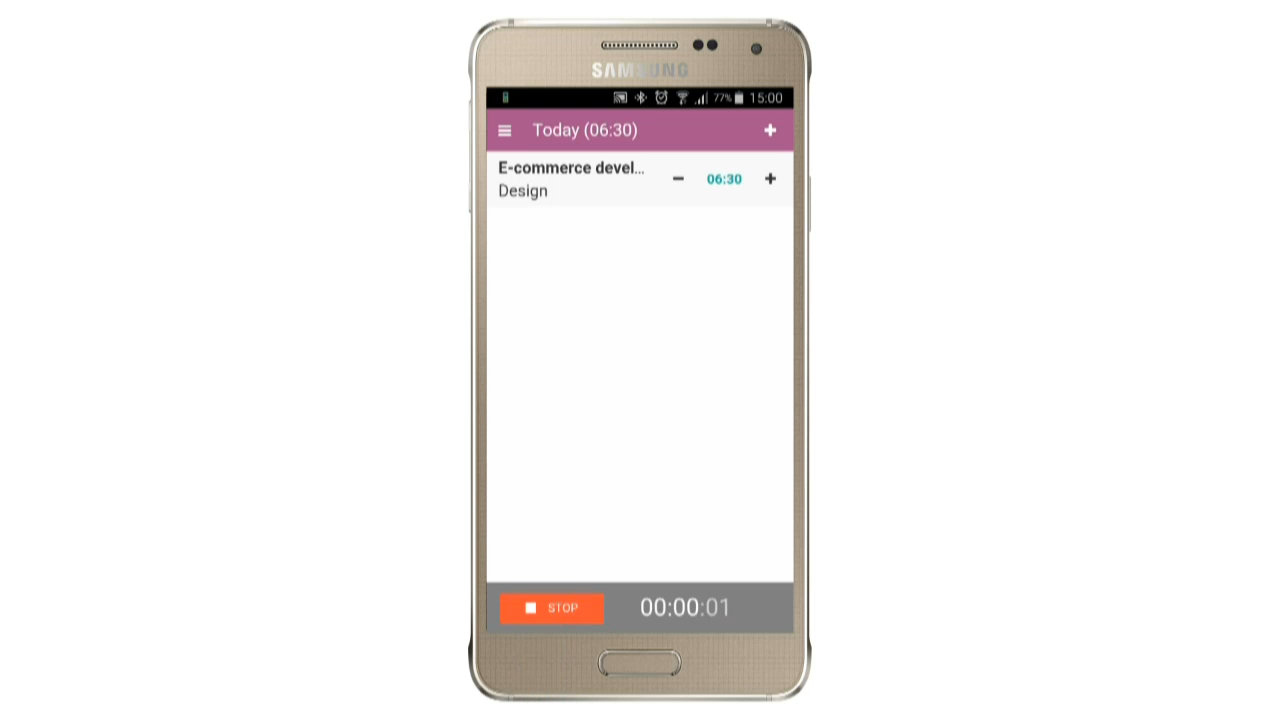 SAMSUNG
77% 15:00
Today (06:30)
E-commerce devel...
Design
06:30
STOP
00:00:01